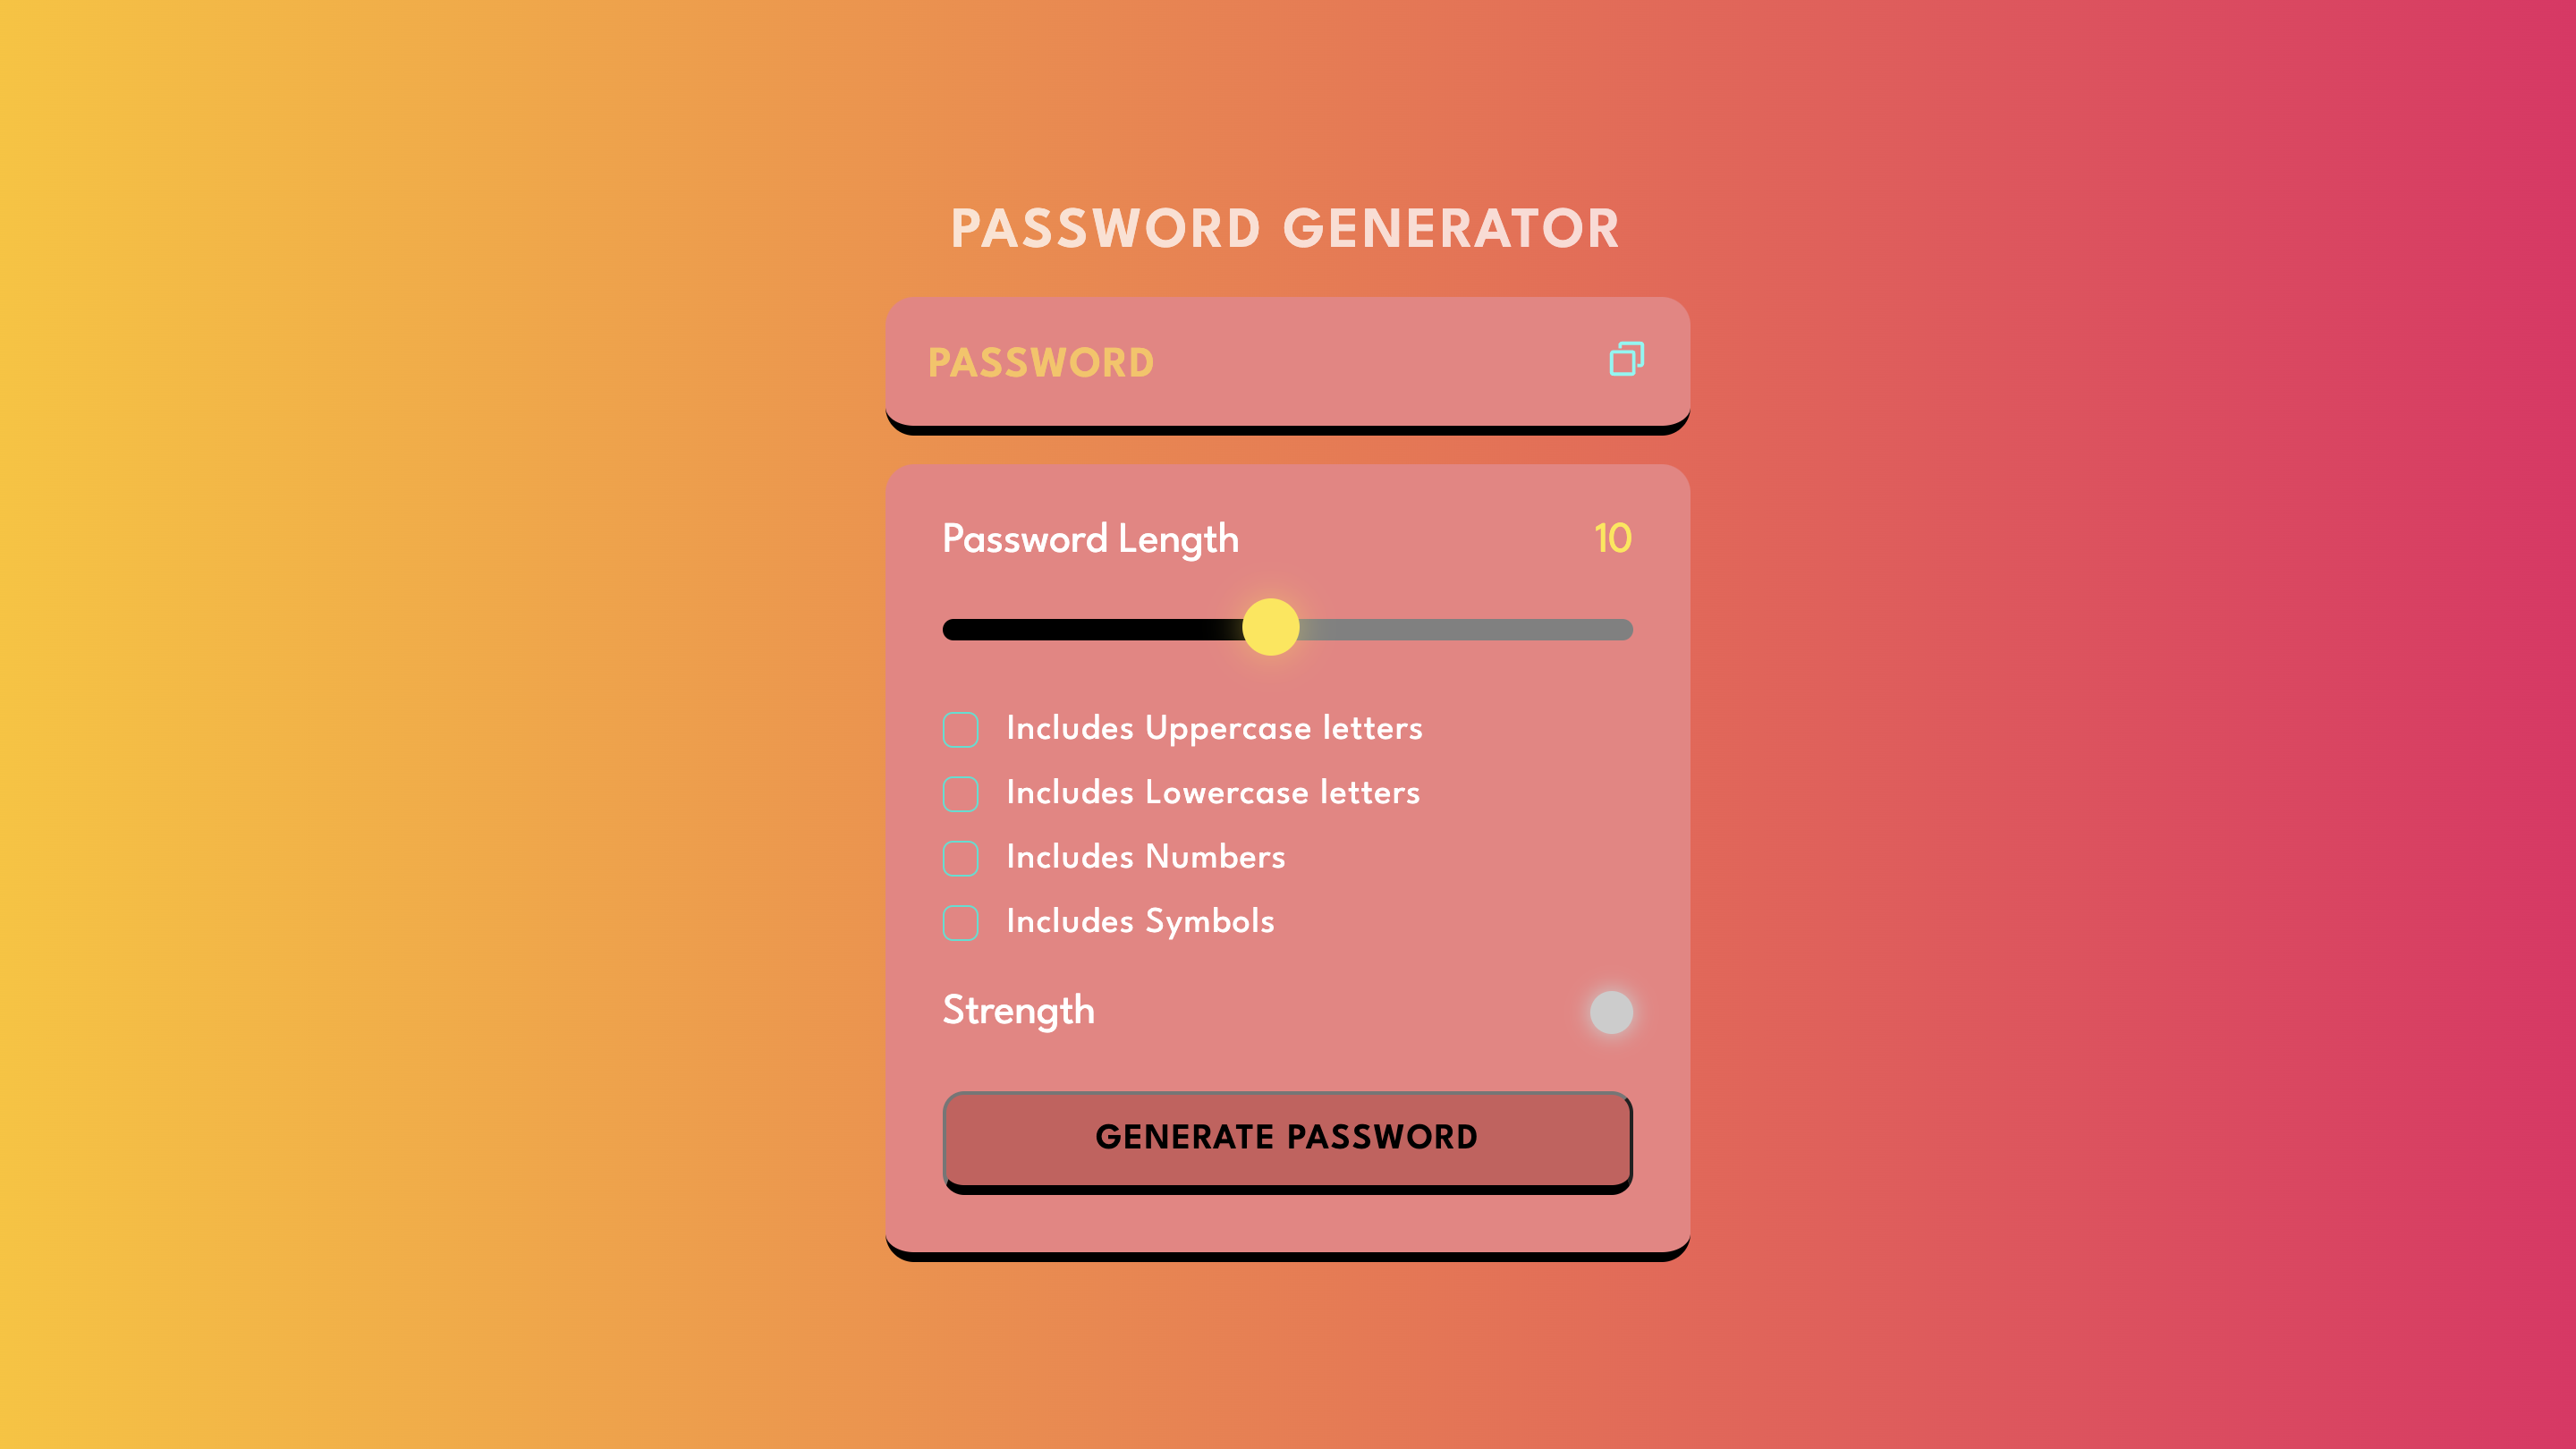 PASSWORD GENERATOR
PASSWORD
Password Length 10
Includes Uppercase letters
Includes Lowercase letters
Includes Numbers
Includes Symbols
Strength
GENERATE PASSWORD